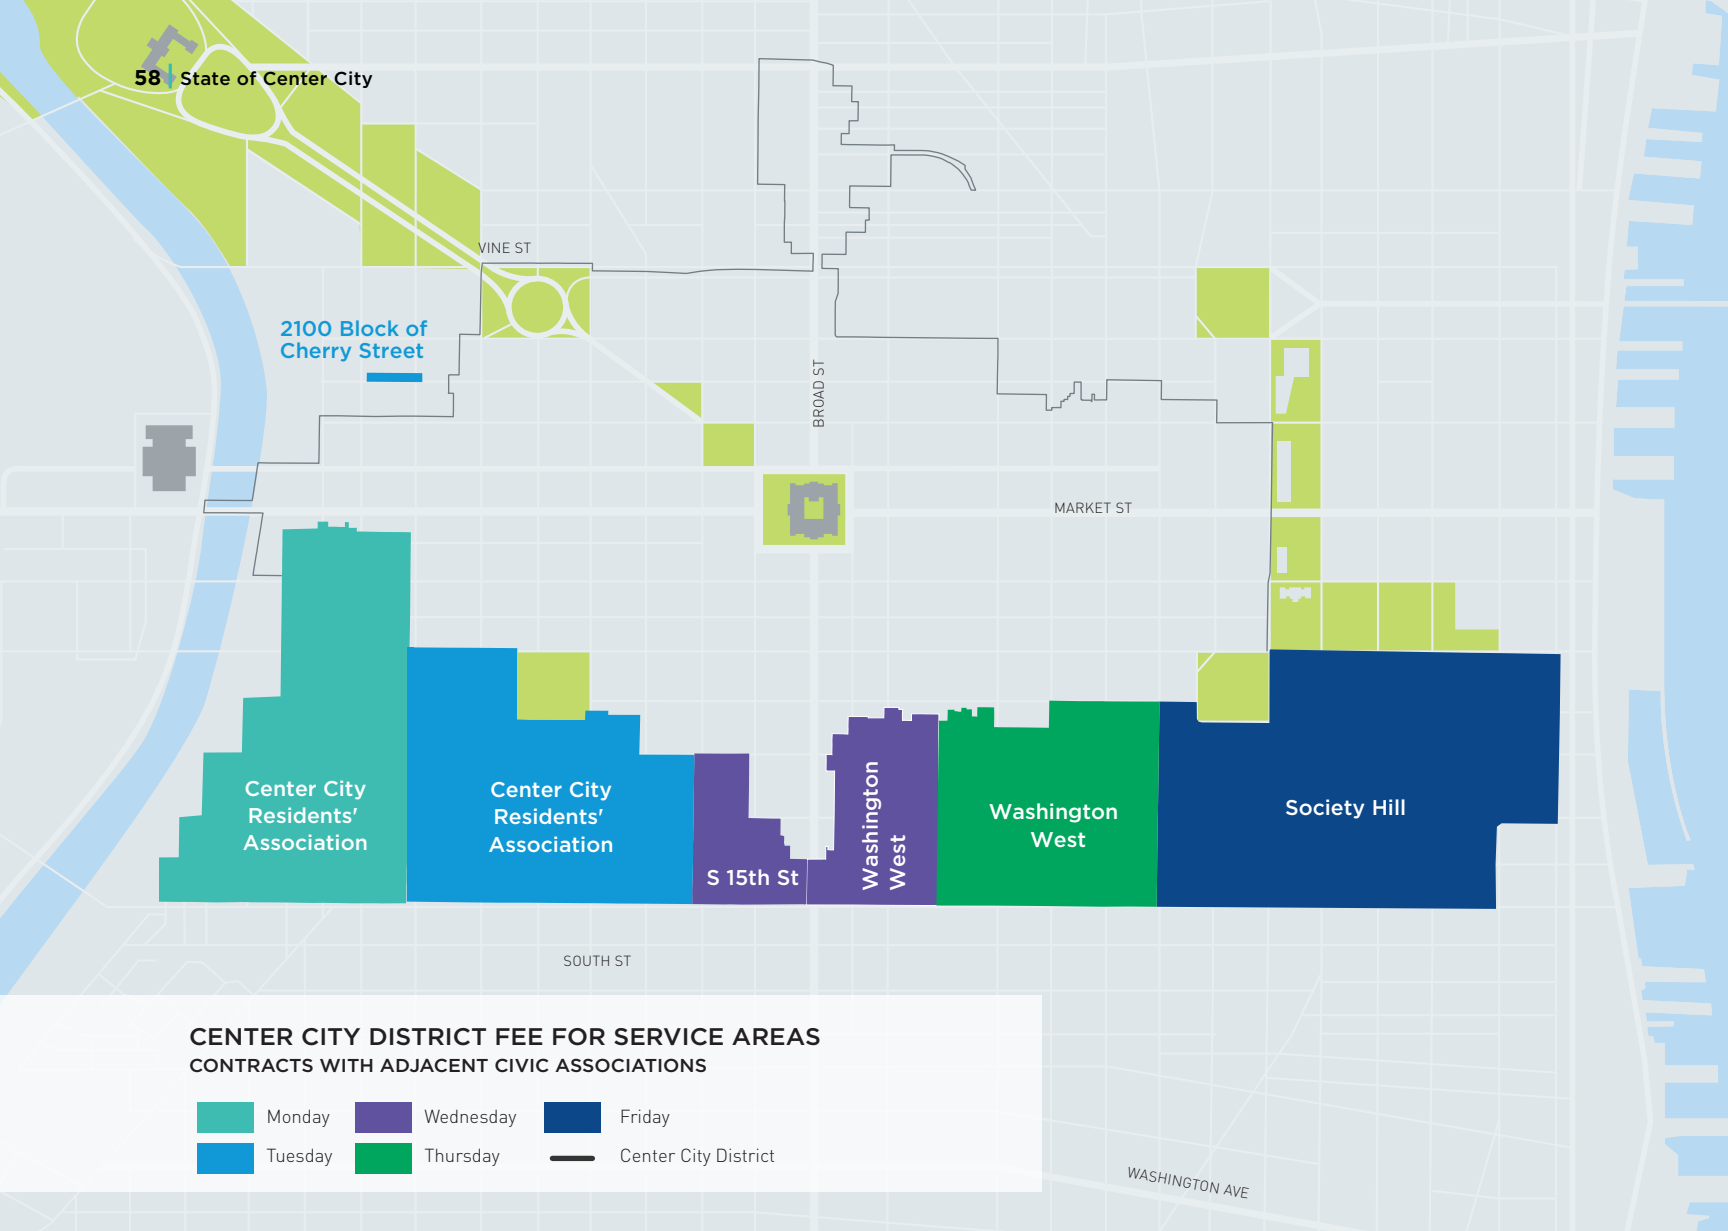 58 | State of Center City
VINE ST
2100 Block of
Cherry Street
BROAD ST
MARKET ST
Center City
Residents'
Association
Center City
Residents'
Association
S 15th St
Washington
West
Washington
West
Society Hill
SOUTH ST
CENTER CITY DISTRICT FEE FOR SERVICE AREAS
CONTRACTS WITH ADJACENT CIVIC ASSOCIATIONS
Monday
Wednesday
Friday
Tuesday
Thursday
Center City District
WASHINGTON AVE